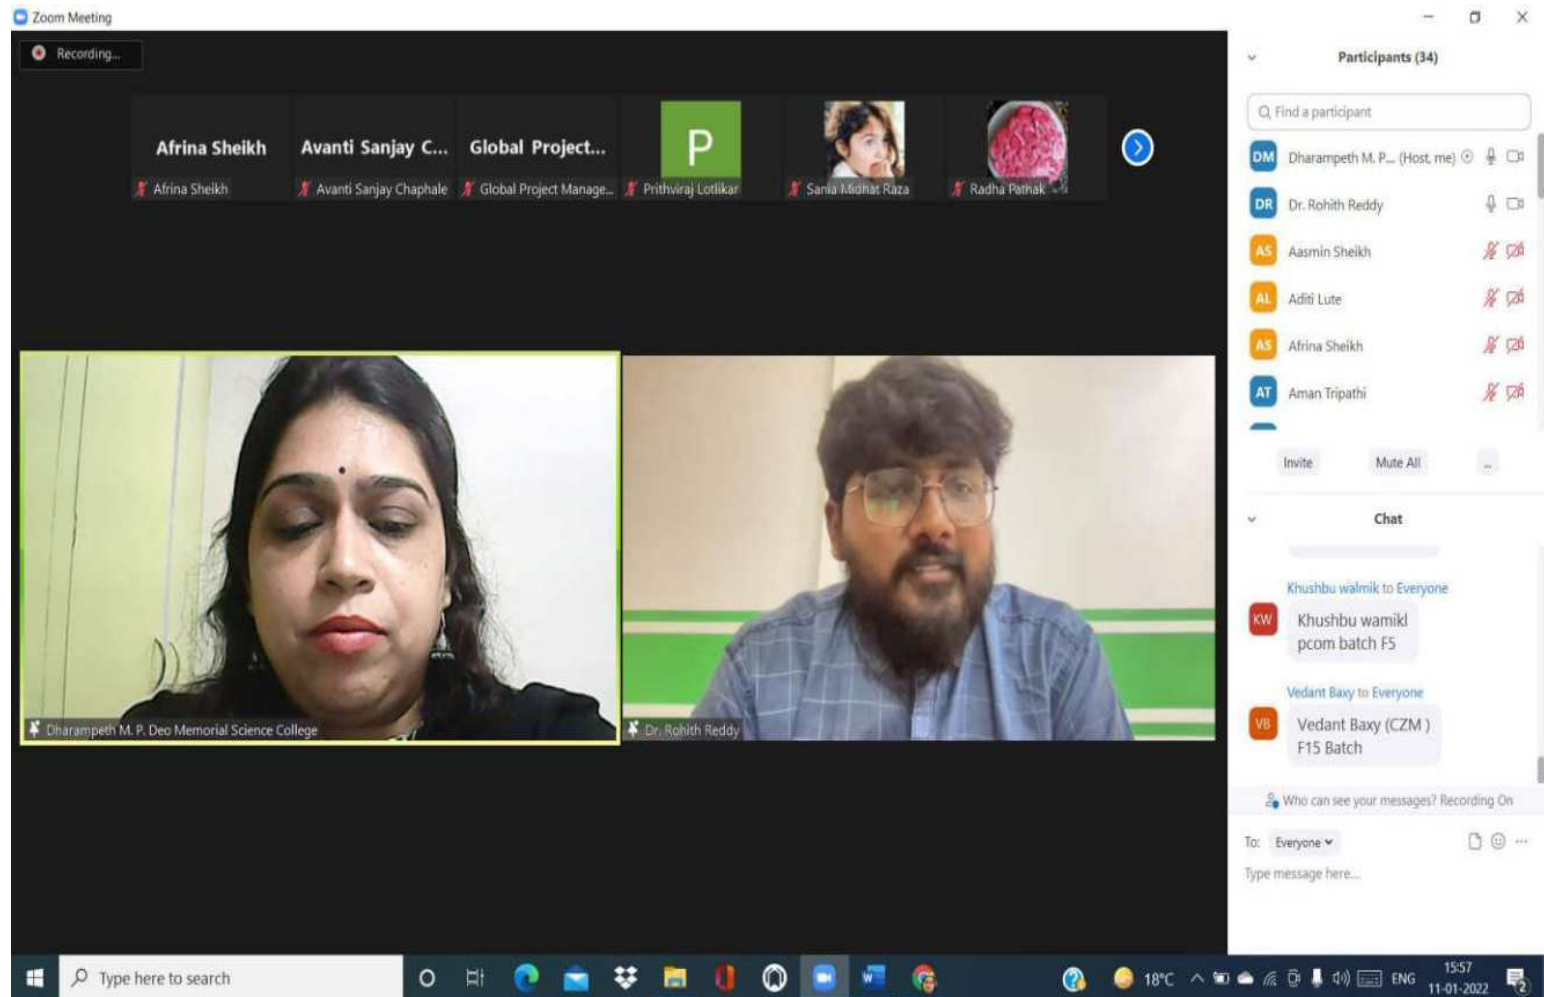 Zoom Meeting
Recording...
Participants (34)
Find a participant
Afrina Sheikh
Avanti Sanjay C...
Global Project...
P
Afrina Sheikh
Avanti Sanjay Chaphale
Global Project Manage...
Prithviraj Lotlikar
Sania Midhat Raza
Radha Pathak
DM Dharampeth M. P... (Host, me)
DR Dr. Rohith Reddy
AS Aasmin Sheikh
AL Aditi Lute
AS Afrina Sheikh
AT Aman Tripathi
Invite Mute All ...
Chat
Khushbu walmik to Everyone
KW Khushbu wamikl
pcom batch F5
Vedant Baxy to Everyone
VB Vedant Baxy (CZM )
F15 Batch
Who can see your messages? Recording On
To: Everyone
Type message here...
Dharampeth M. P. Deo Memorial Science College
Dr. Rohith Reddy
Type here to search
18°C
ENG
15:57
11-01-2022
2